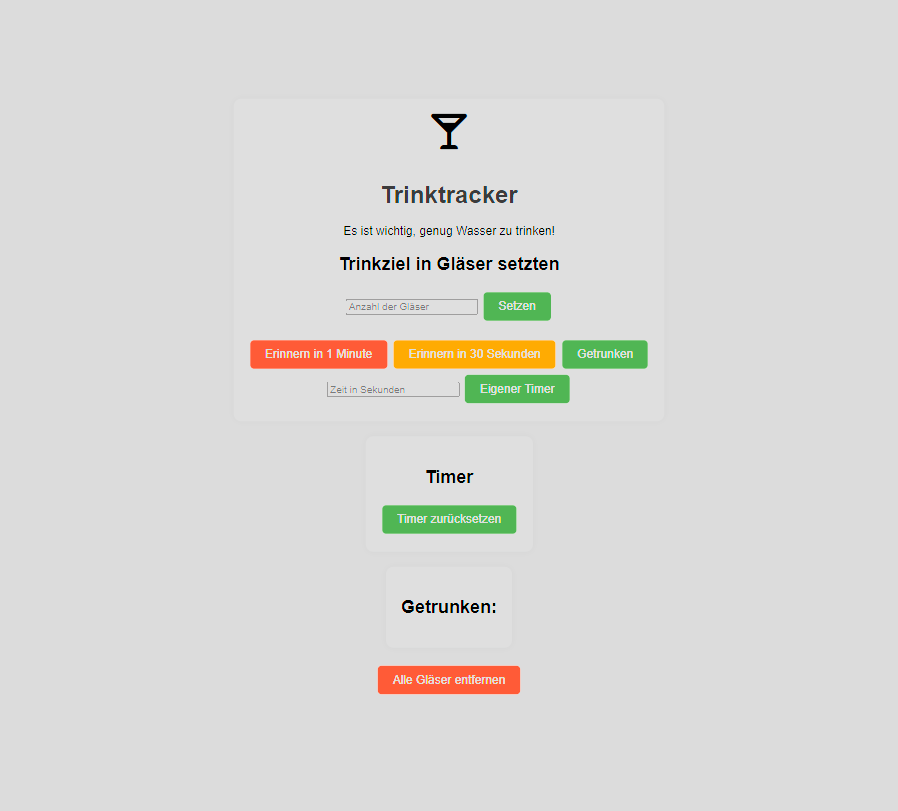 Trinktracker
Es ist wichtig, genug Wasser zu trinken!
Trinkziel in Gläser setzten
Anzahl der Gläser Setzen
Erinnern in 1 Minute Erinnern in 30 Sekunden Getrunken
Zeit in Sekunden Eigener Timer
Timer
Timer zurücksetzen
Getrunken:
Alle Gläser entfernen